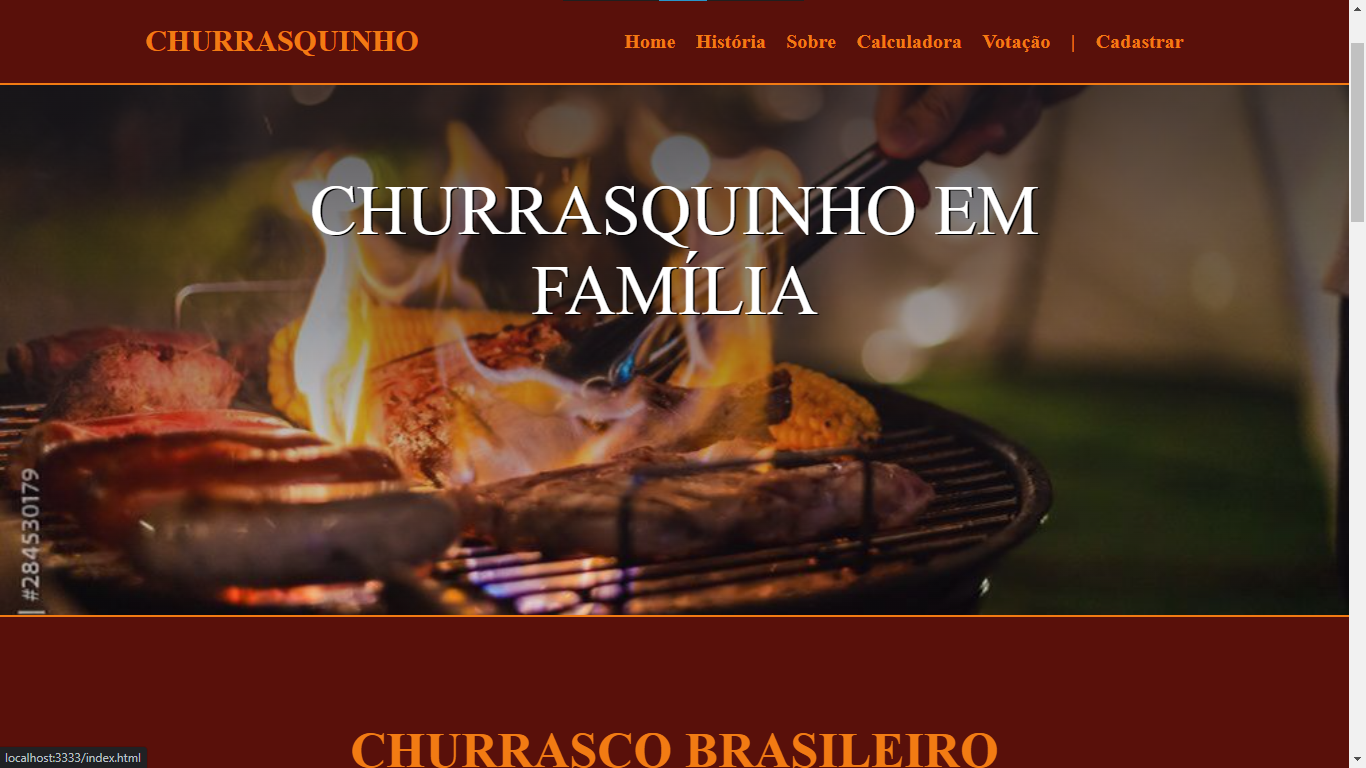 CHURRASQUINHO
Home História Sobre Calculadora Votação | Cadastrar
CHURRASQUINHO EM
FAMÍLIA
| #284530179
CHURRASCO BRASILEIRO
localhost:3333/index.html